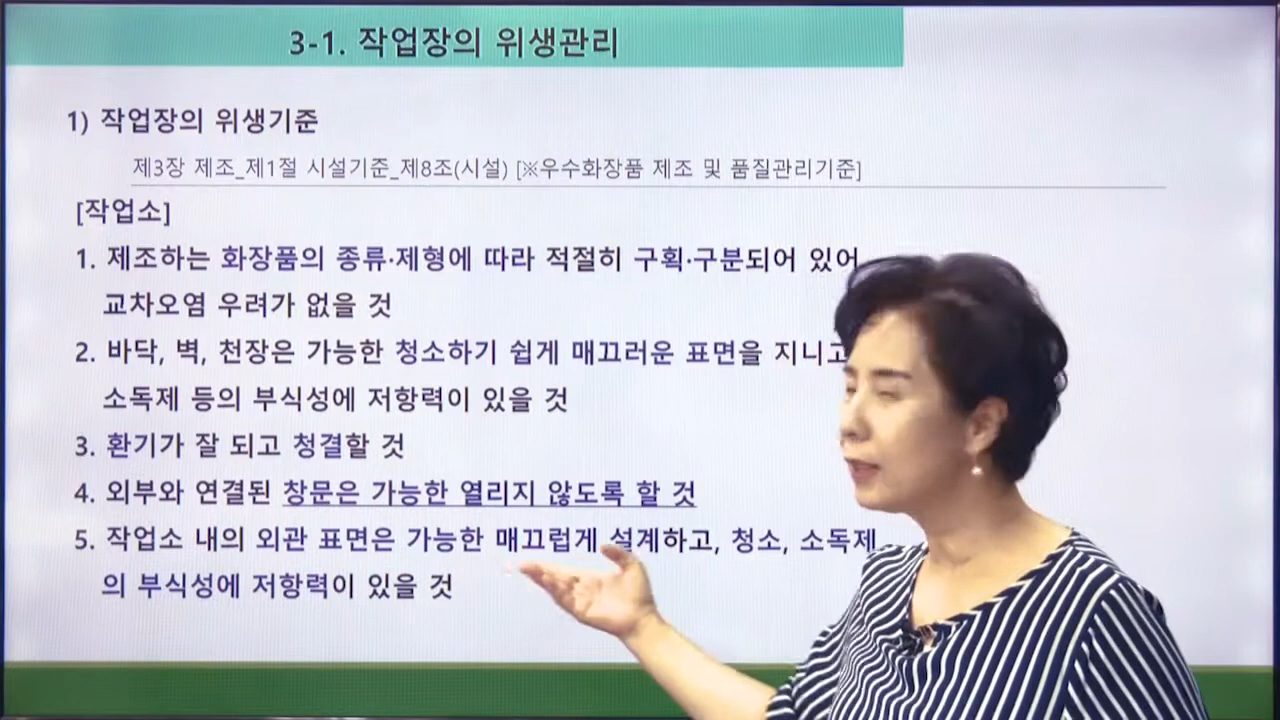 3-1. 작업장의 위생관리
1) 작업장의 위생기준
제3장 제조_제1절 시설기준_제8조(시설) [※우수화장품 제조 및 품질관리기준]
[작업소]
1. 제조하는 화장품의 종류·제형에 따라 적절히 구획·구분되어 있어
교차오염 우려가 없을 것
2. 바닥, 벽, 천장은 가능한 청소하기 쉽게 매끄러운 표면을 지니고
소독제 등의 부식성에 저항력이 있을 것
3. 환기가 잘 되고 청결할 것
4. 외부와 연결된 창문은 가능한 열리지 않도록 할 것
5. 작업소 내의 외관 표면은 가능한 매끄럽게 설계하고, 청소, 소독제
의 부식성에 저항력이 있을 것